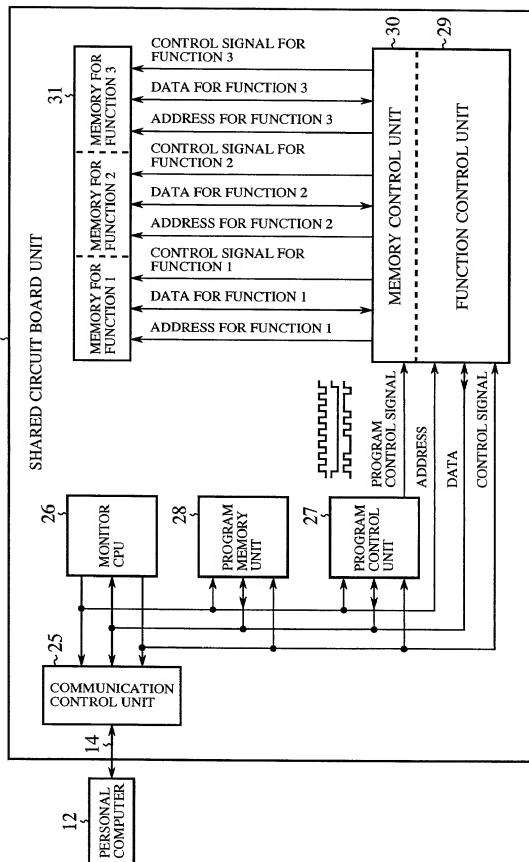 SHARED CIRCUIT BOARD UNIT
12
PERSONAL
COMPUTER
14
25
COMMUNICATION
CONTROL UNIT
26
MONITOR
CPU
28
PROGRAM
MEMORY
UNIT
27
PROGRAM
CONTROL
UNIT
PROGRAM
CONTROL SIGNAL
ADDRESS
DATA
CONTROL SIGNAL
31
MEMORY FOR
FUNCTION 1
MEMORY FOR
FUNCTION 2
MEMORY FOR
FUNCTION 3
CONTROL SIGNAL FOR
FUNCTION 3
DATA FOR FUNCTION 3
ADDRESS FOR FUNCTION 3
CONTROL SIGNAL FOR
FUNCTION 2
DATA FOR FUNCTION 2
ADDRESS FOR FUNCTION 2
CONTROL SIGNAL FOR
FUNCTION 1
DATA FOR FUNCTION 1
ADDRESS FOR FUNCTION 1
30
29
MEMORY CONTROL UNIT
FUNCTION CONTROL UNIT